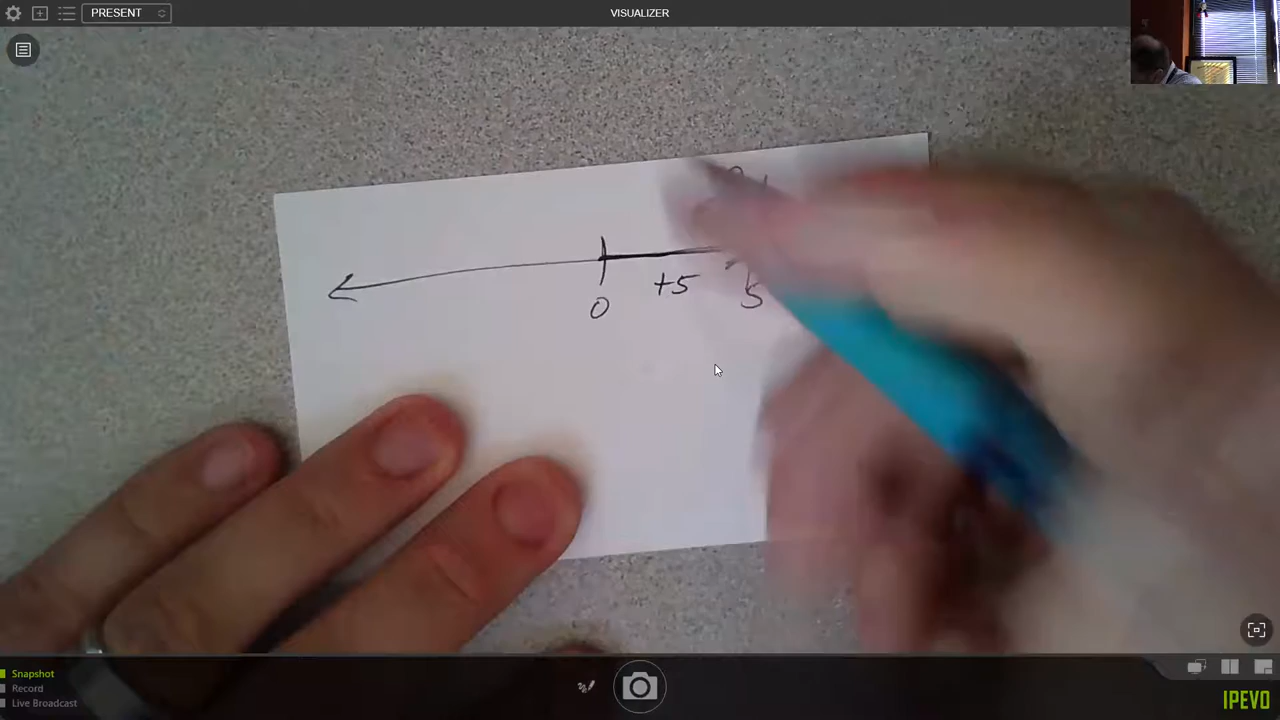 PRESENT
VISUALIZER
+5
0 5
Snapshot
Record
Live Broadcast
IPEVO